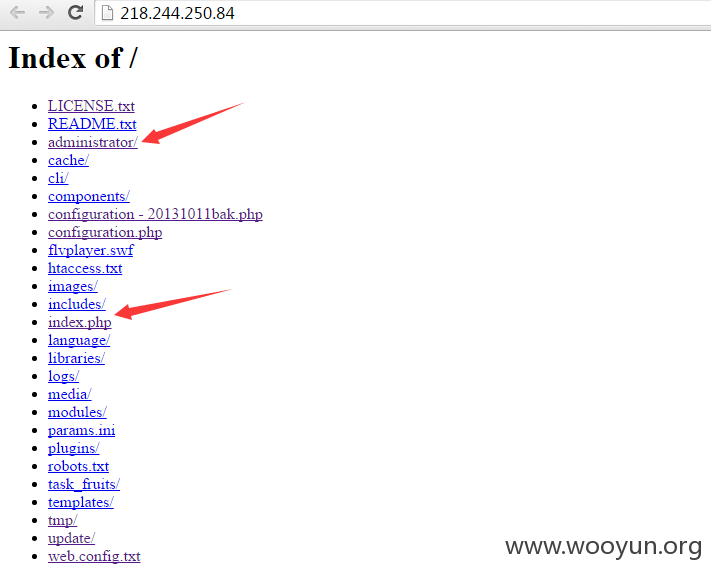 218.244.250.84
Index of /
LICENSE.txt
README.txt
administrator/
cache/
cli/
components/
configuration - 20131011bak.php
configuration.php
flvplayer.swf
htaccess.txt
images/
includes/
index.php
language/
libraries/
logs/
media/
modules/
params.ini
plugins/
robots.txt
task_fruits/
templates/
tmp/
update/
web.config.txt
www.wooyun.org